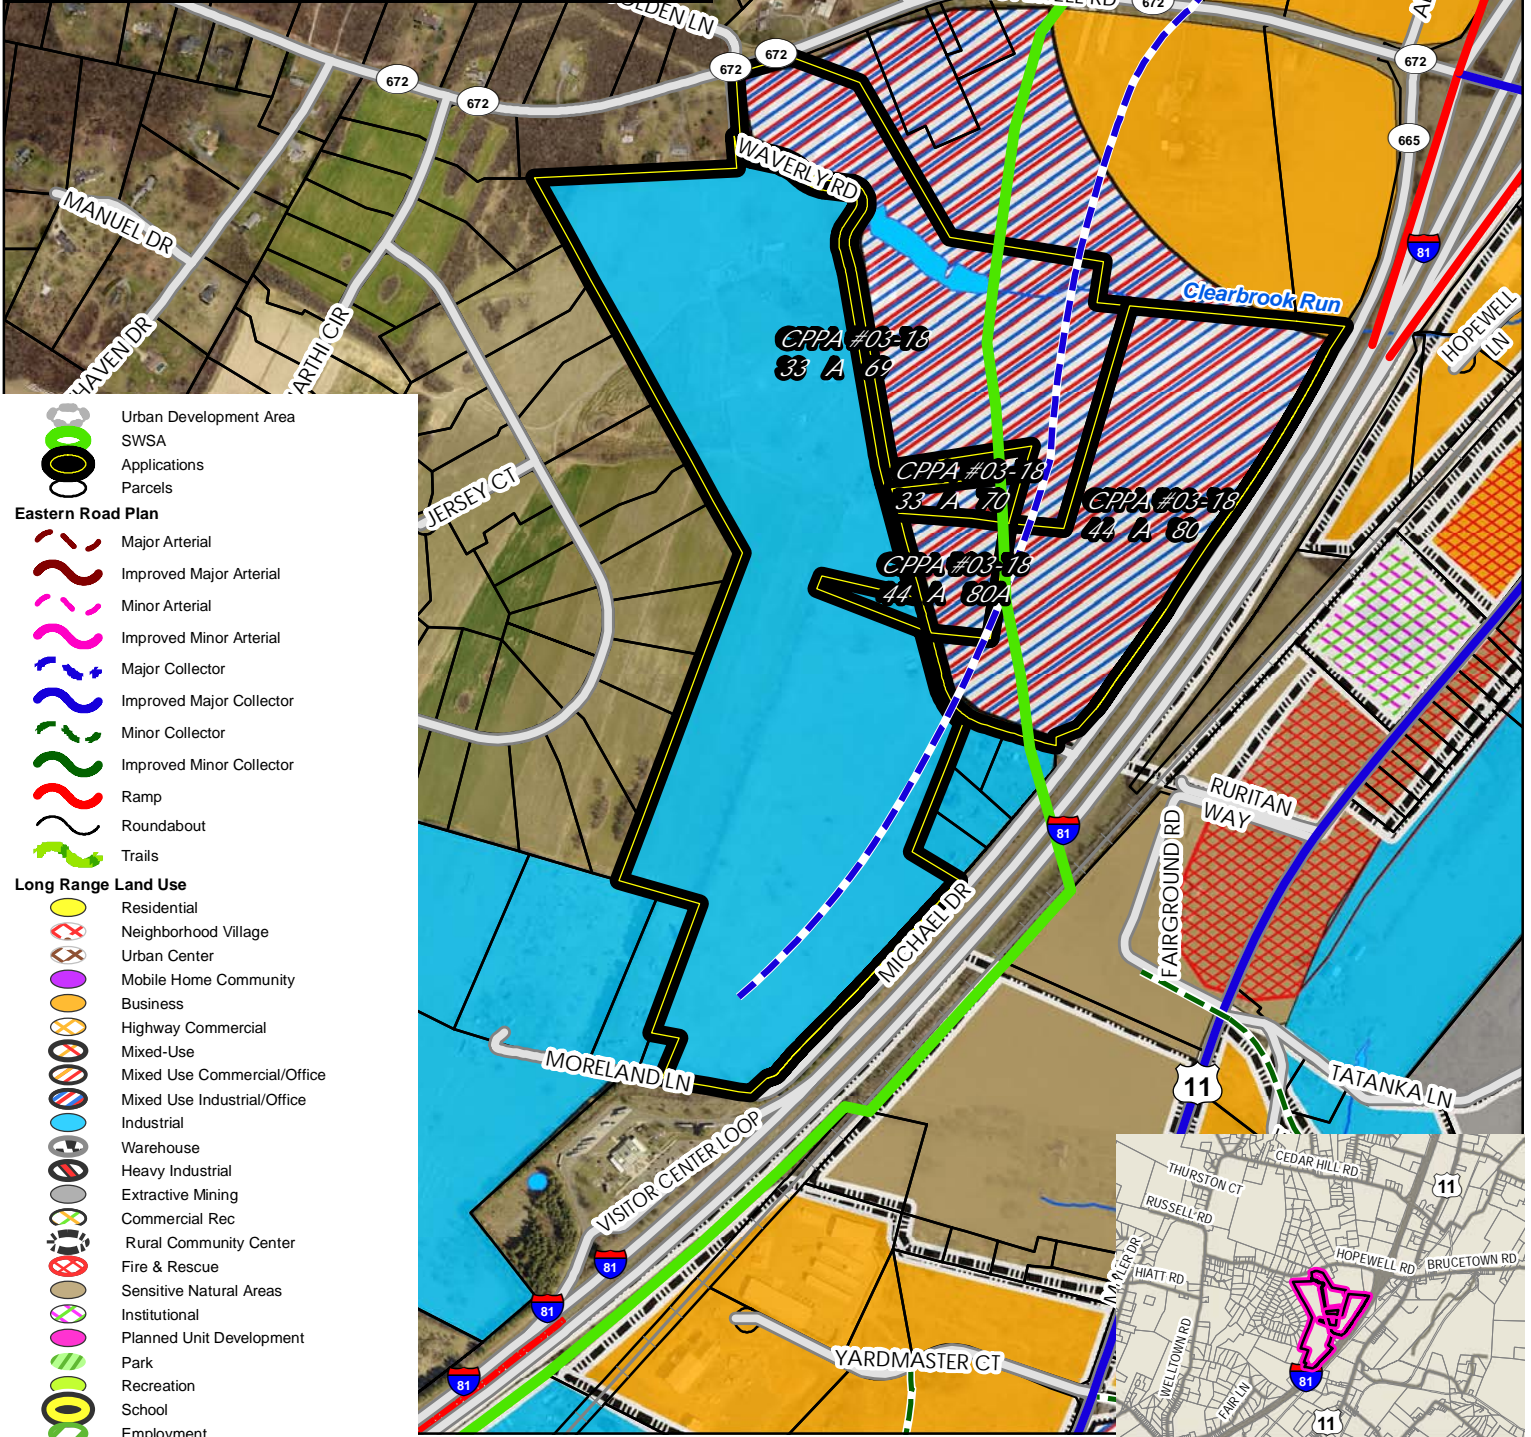 672
672
672
672
672
672
665
81
WAVERLY RD
MANUEL DR
HAVEN DR
ARTHI CIR
JERSEY CT
Clearbrook Run
HOPEWELL
LN
CPPA #03-18
33 A 69
CPPA #03-18
33 A 70
CPPA #03-18
44 A 80
CPPA #03-18
44 A 80A
RURITAN
WAY
FAIRGROUND RD
81
MICHAEL DR
MORELAND LN
VISITOR CENTER LOOP
11
TATANKA LN
81
81
81
YARDMASTER CT
Urban Development Area
SWSA
Applications
Parcels
Eastern Road Plan
Major Arterial
Improved Major Arterial
Minor Arterial
Improved Minor Arterial
Major Collector
Improved Major Collector
Minor Collector
Improved Minor Collector
Ramp
Roundabout
Trails
Long Range Land Use
Residential
Neighborhood Village
Urban Center
Mobile Home Community
Business
Highway Commercial
Mixed-Use
Mixed Use Commercial/Office
Mixed Use Industrial/Office
Industrial
Warehouse
Heavy Industrial
Extractive Mining
Commercial Rec
Rural Community Center
Fire & Rescue
Sensitive Natural Areas
Institutional
Planned Unit Development
Park
Recreation
School
Employment
CEDAR HILL RD
THURSTON CT
11
RUSSELL RD
HOPEWELL RD
BRUCETOWN RD
HIATT RD
WELLTOWN RD
FAIR LN
81
11